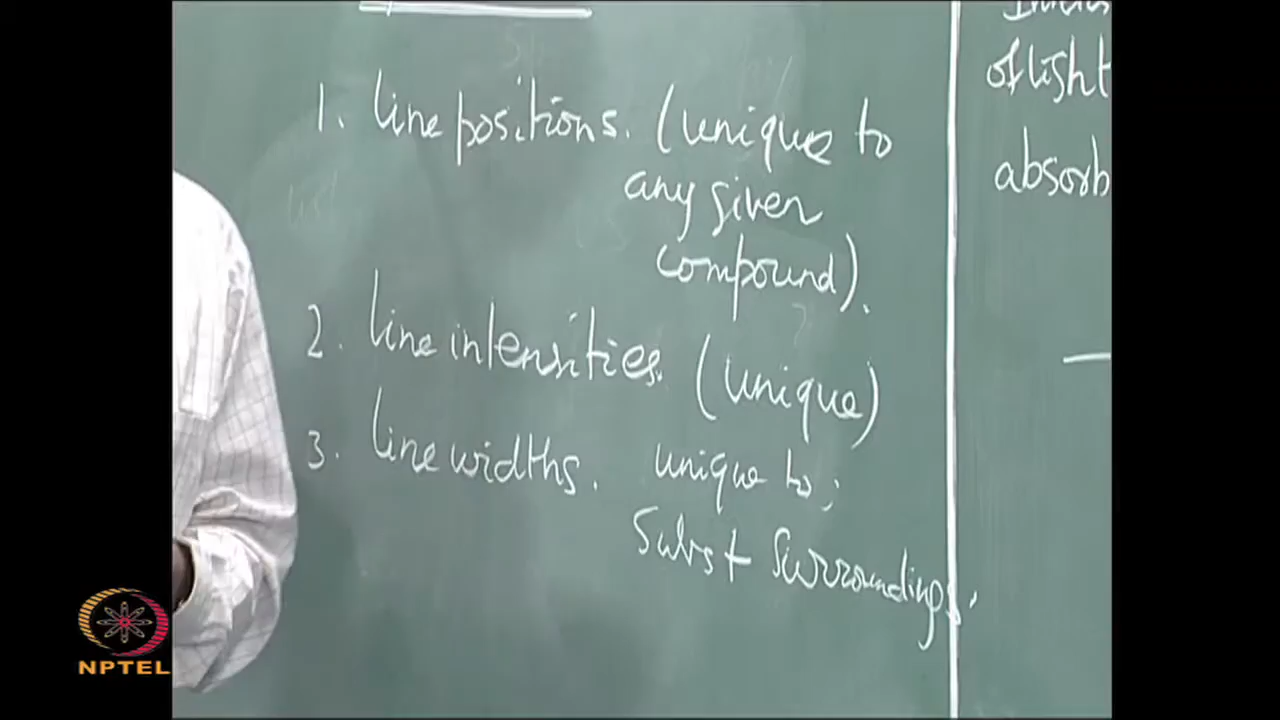 1. line positions. (unique to
any given
compound).
2. line intensities. (unique)
3. line widths. unique to;
Subst + Surroundings.
of light
absorb
NPTEL